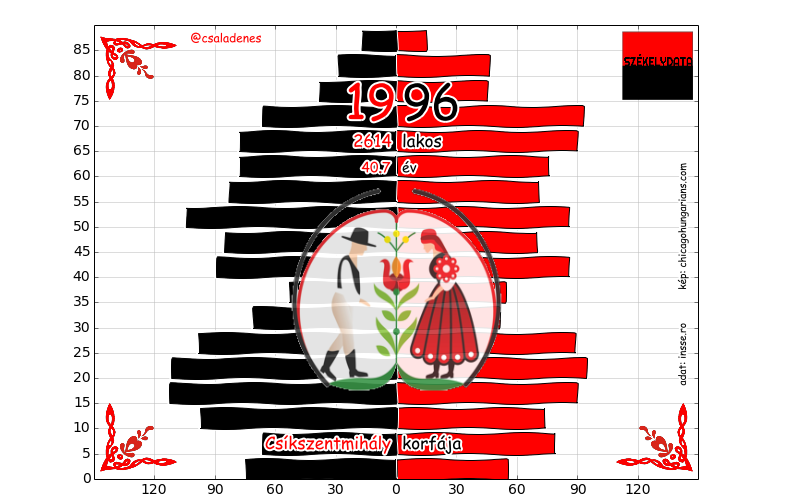 @csaladenes
SZÉKELYDATA
1996
2614 lakos
40.7 év
kép: chicagohungarians.com
adat: insse.ro
Csíkszentmihály korfája
85
80
75
70
65
60
55
50
45
40
35
30
25
20
15
10
5
0
120 90 60 30 0 30 60 90 120